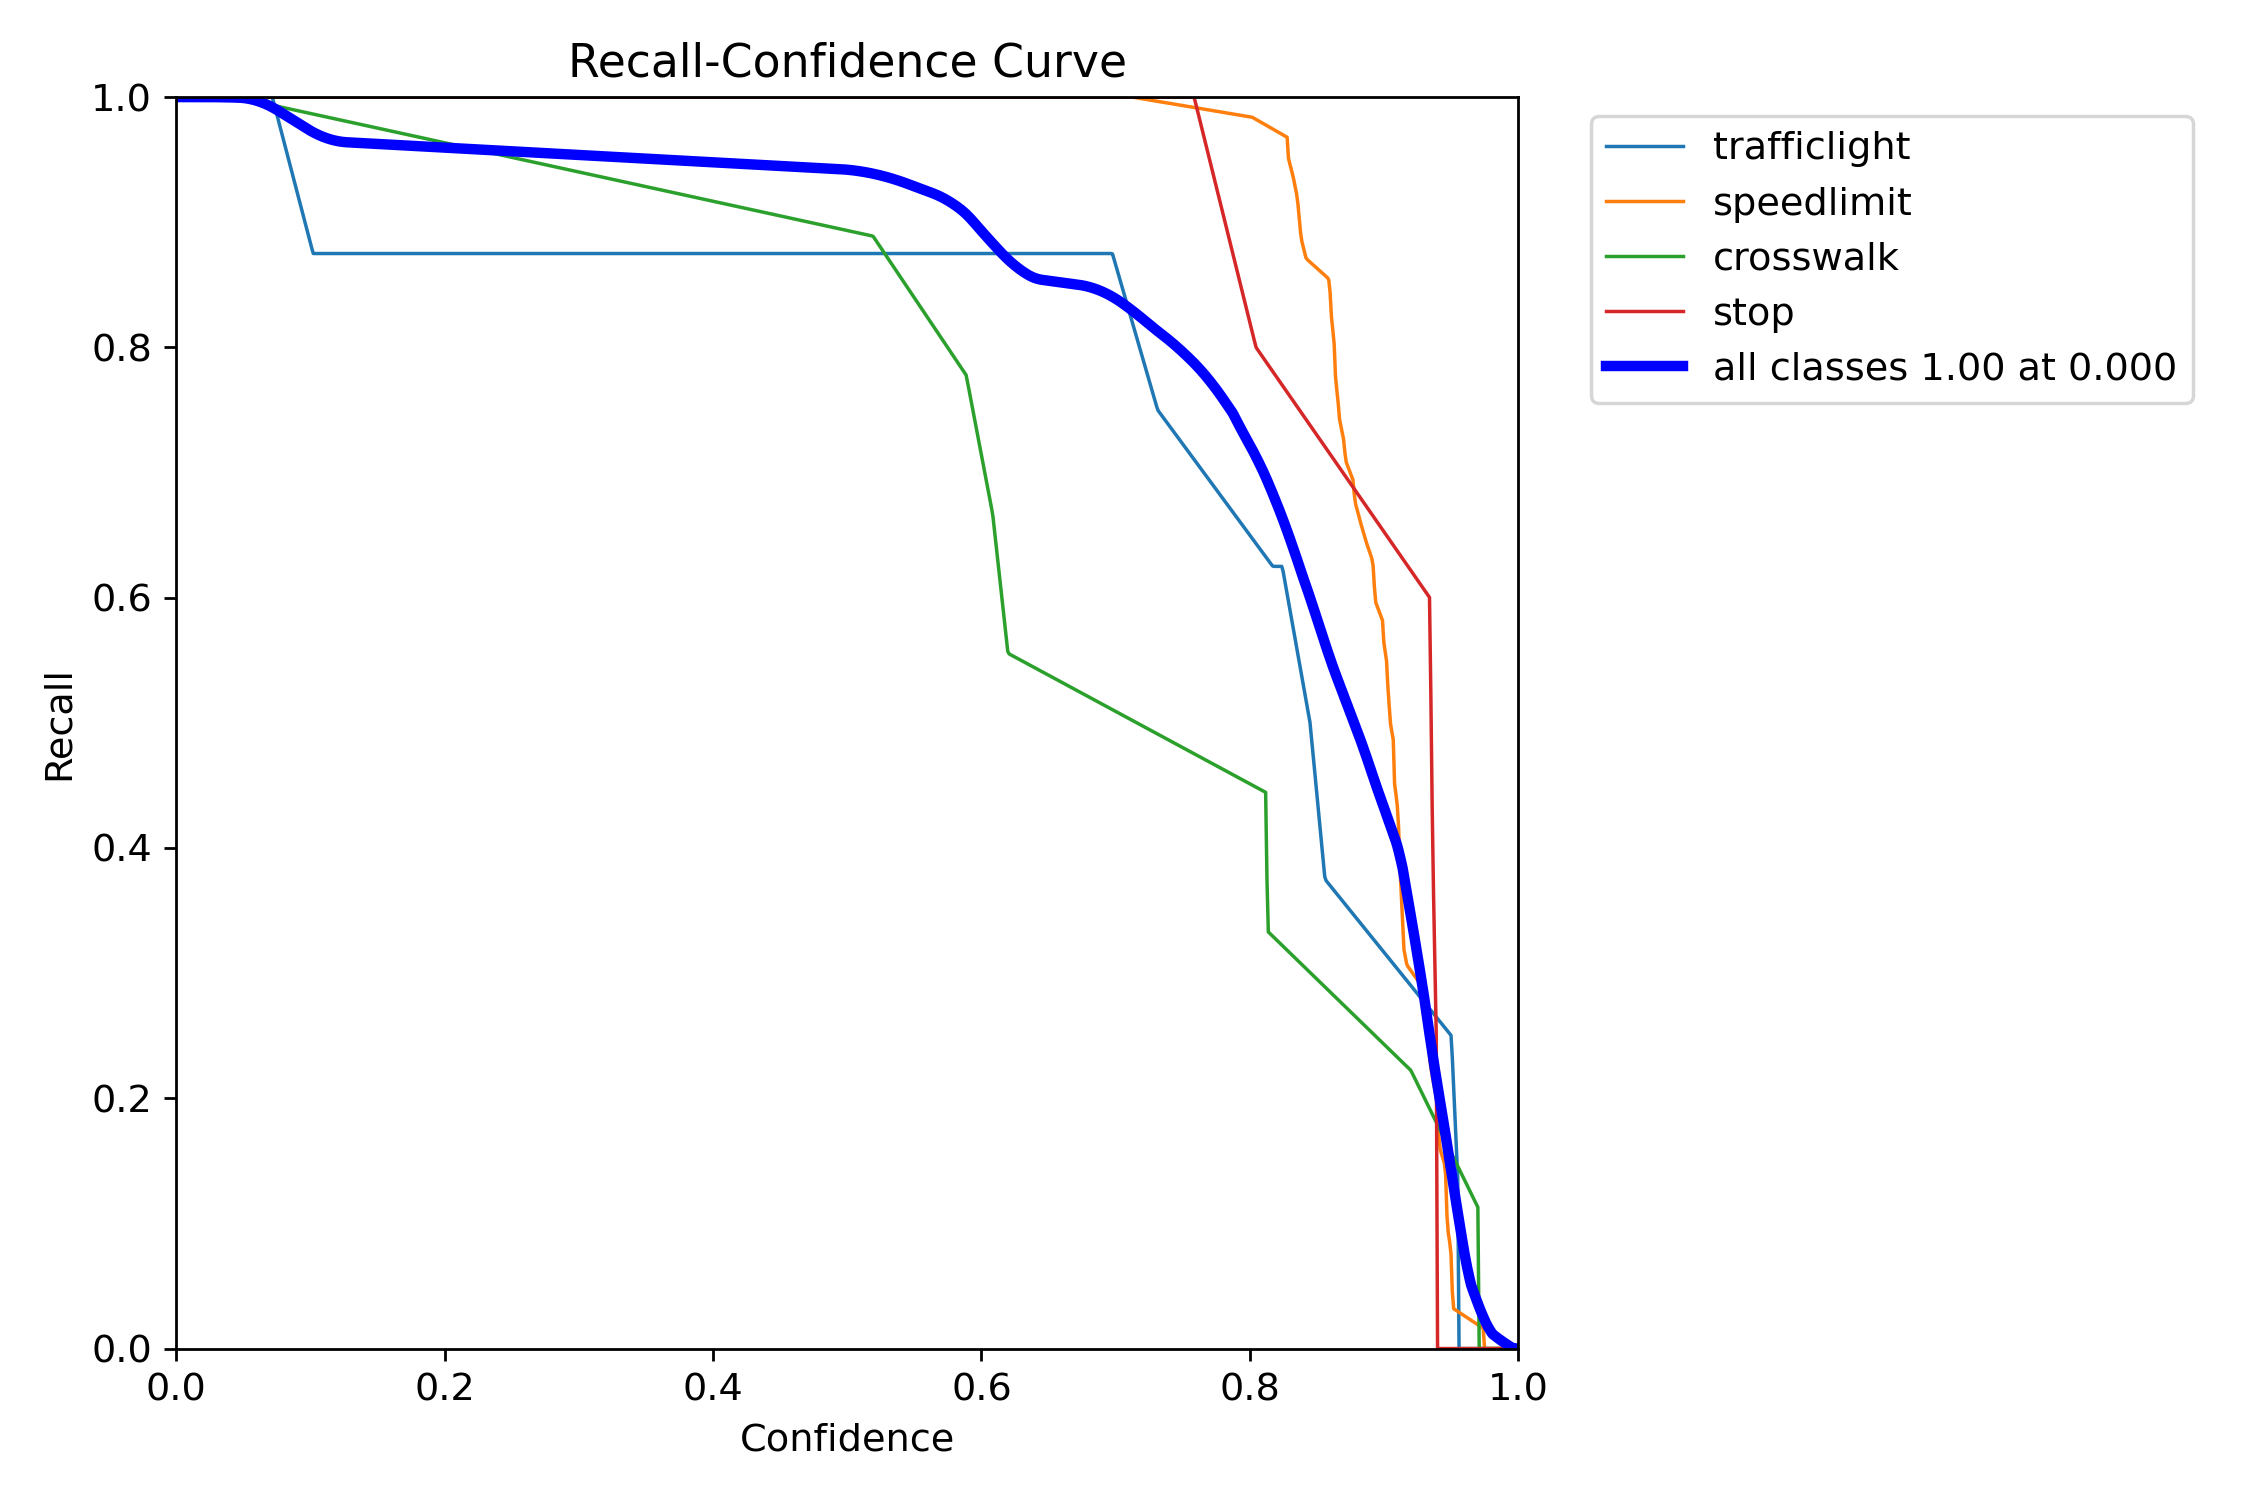 Recall-Confidence Curve
1.0
0.8
0.6
0.4
0.2
0.0
Recall
0.0 0.2 0.4 0.6 0.8 1.0
Confidence
trafficlight
speedlimit
crosswalk
stop
all classes 1.00 at 0.000